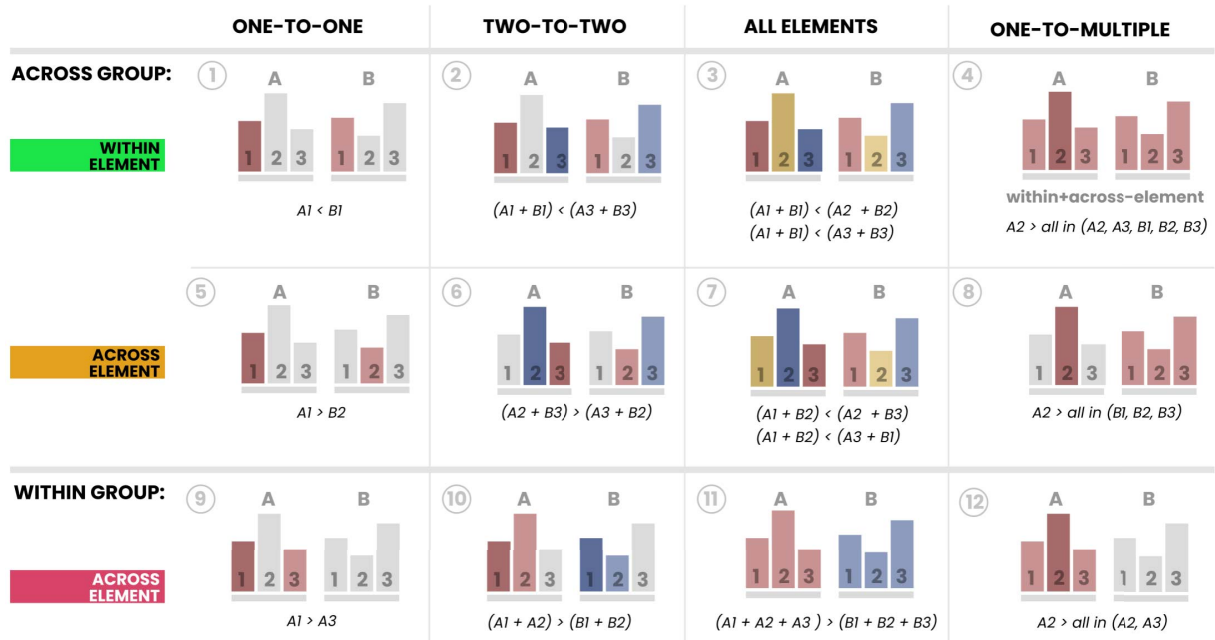 ONE-TO-ONE
TWO-TO-TWO
ALL ELEMENTS
ONE-TO-MULTIPLE
ACROSS GROUP:
WITHIN
ELEMENT
1
A B
1 2 3 1 2 3
A1 < B1
2
A B
1 2 3 1 2 3
(A1 + B1) < (A3 + B3)
3
A B
1 2 3 1 2 3
(A1 + B1) < (A2 + B2)
(A1 + B1) < (A3 + B3)
4
A B
1 2 3 1 2 3
within+across-element
A2 > all in (A2, A3, B1, B2, B3)
ACROSS
ELEMENT
5
A B
1 2 3 1 2 3
A1 > B2
6
A B
1 2 3 1 2 3
(A2 + B3) > (A3 + B2)
7
A B
1 2 3 1 2 3
(A1 + B2) < (A2 + B3)
(A1 + B2) < (A3 + B1)
8
A B
1 2 3 1 2 3
A2 > all in (B1, B2, B3)
WITHIN GROUP:
ACROSS
ELEMENT
9
A B
1 2 3 1 2 3
A1 > A3
10
A B
1 2 3 1 2 3
(A1 + A2) > (B1 + B2)
11
A B
1 2 3 1 2 3
(A1 + A2 + A3 ) > (B1 + B2 + B3)
12
A B
1 2 3 1 2 3
A2 > all in (A2, A3)